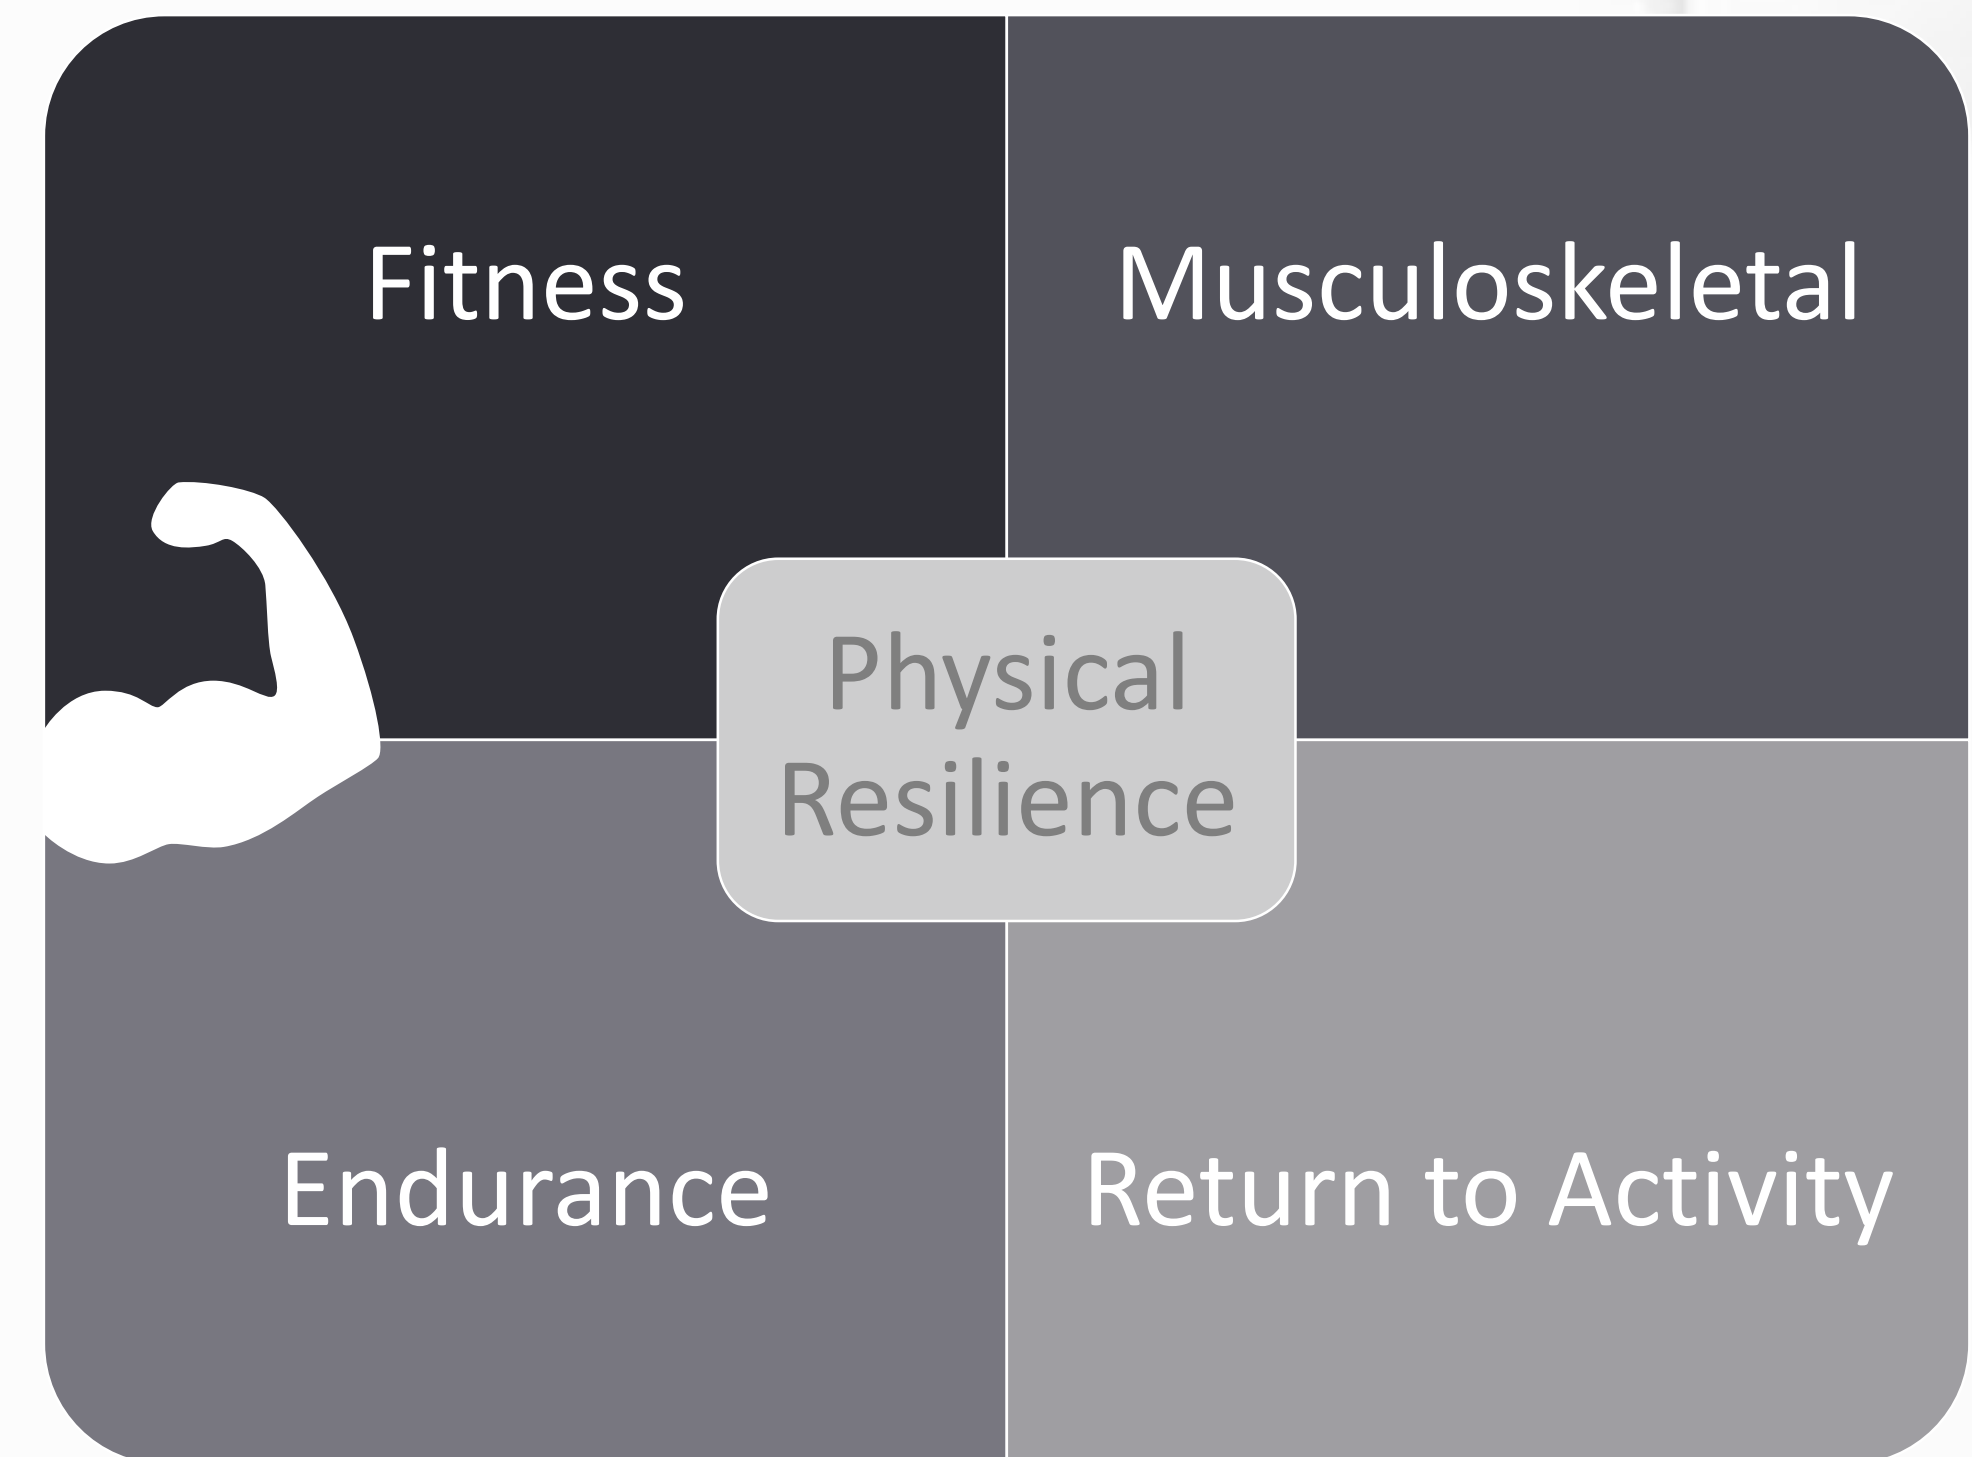 Fitness
Musculoskeletal
Physical
Resilience
Endurance
Return to Activity